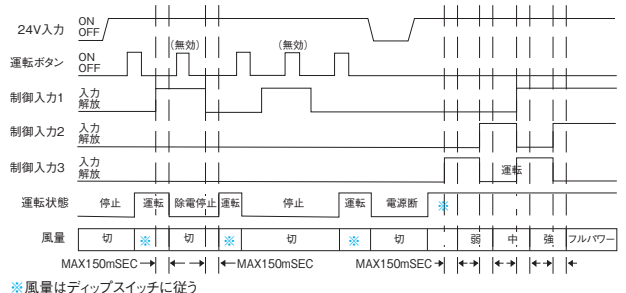 24V入力 ON OFF
(無効) (無効)
運転ボタン ON OFF
制御入力1 入力 解放
制御入力2 入力 解放
制御入力3 入力 解放 運転
運転状態 停止 運転 除電停止 運転 停止 運転 電源断 ※
風量 切 ※ 切 ※ 切 ※ 切 弱 中 強 フルパワー
MAX150mSEC MAX150mSEC MAX150mSEC
※風量はディップスイッチに従う